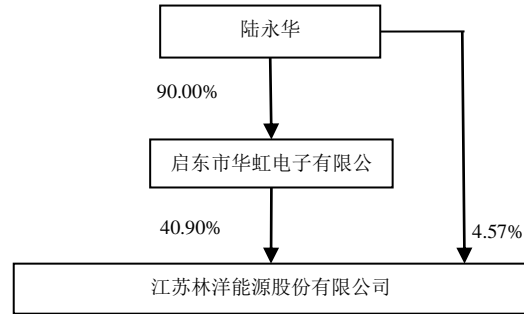 陆永华
90.00%
启东市华虹电子有限公
40.90%
4.57%
江苏林洋能源股份有限公司